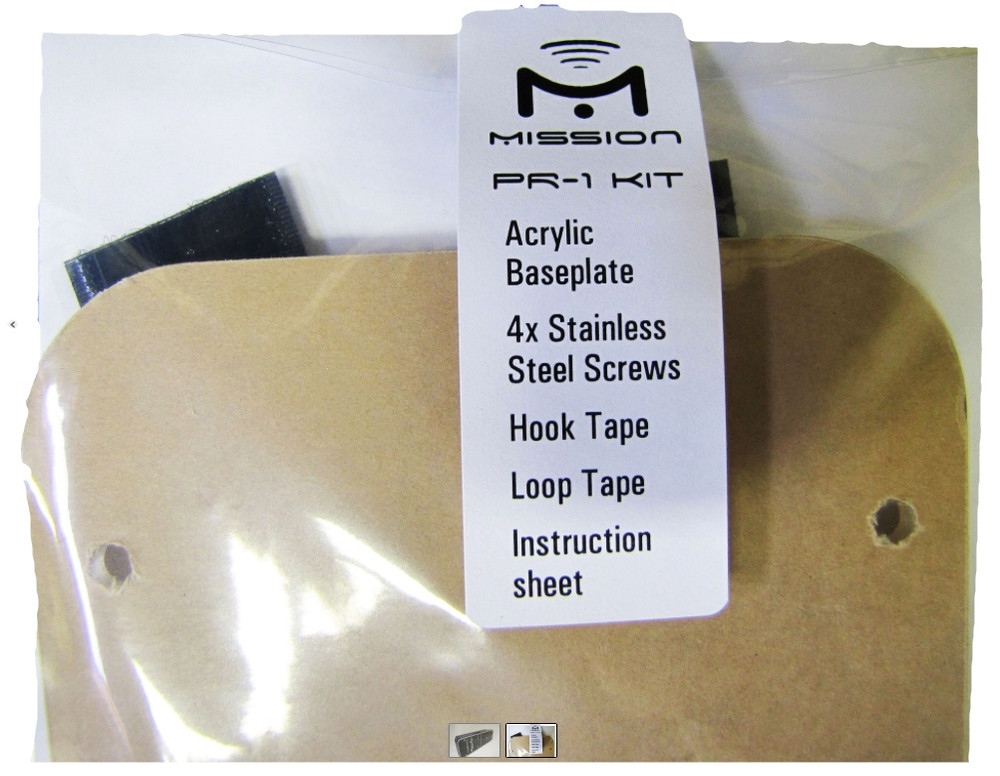 MISSION
PR-1 KIT
Acrylic
Baseplate
4x Stainless
Steel Screws
Hook Tape
Loop Tape
Instruction
sheet